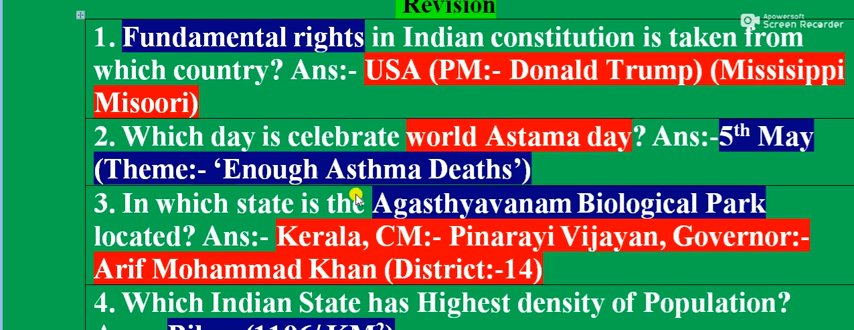 Revision
Apowersoft
Screen Recorder
1. Fundamental rights in Indian constitution is taken from
which country? Ans:- USA (PM:- Donald Trump) (Missisippi
Misoori)
2. Which day is celebrate world Astama day? Ans:-5th May
(Theme:- ‘Enough Asthma Deaths’)
3. In which state is the Agasthyavanam Biological Park
located? Ans:- Kerala, CM:- Pinarayi Vijayan, Governor:-
Arif Mohammad Khan (District:-14)
4. Which Indian State has Highest density of Population?
Bihar (1106/ KM2)